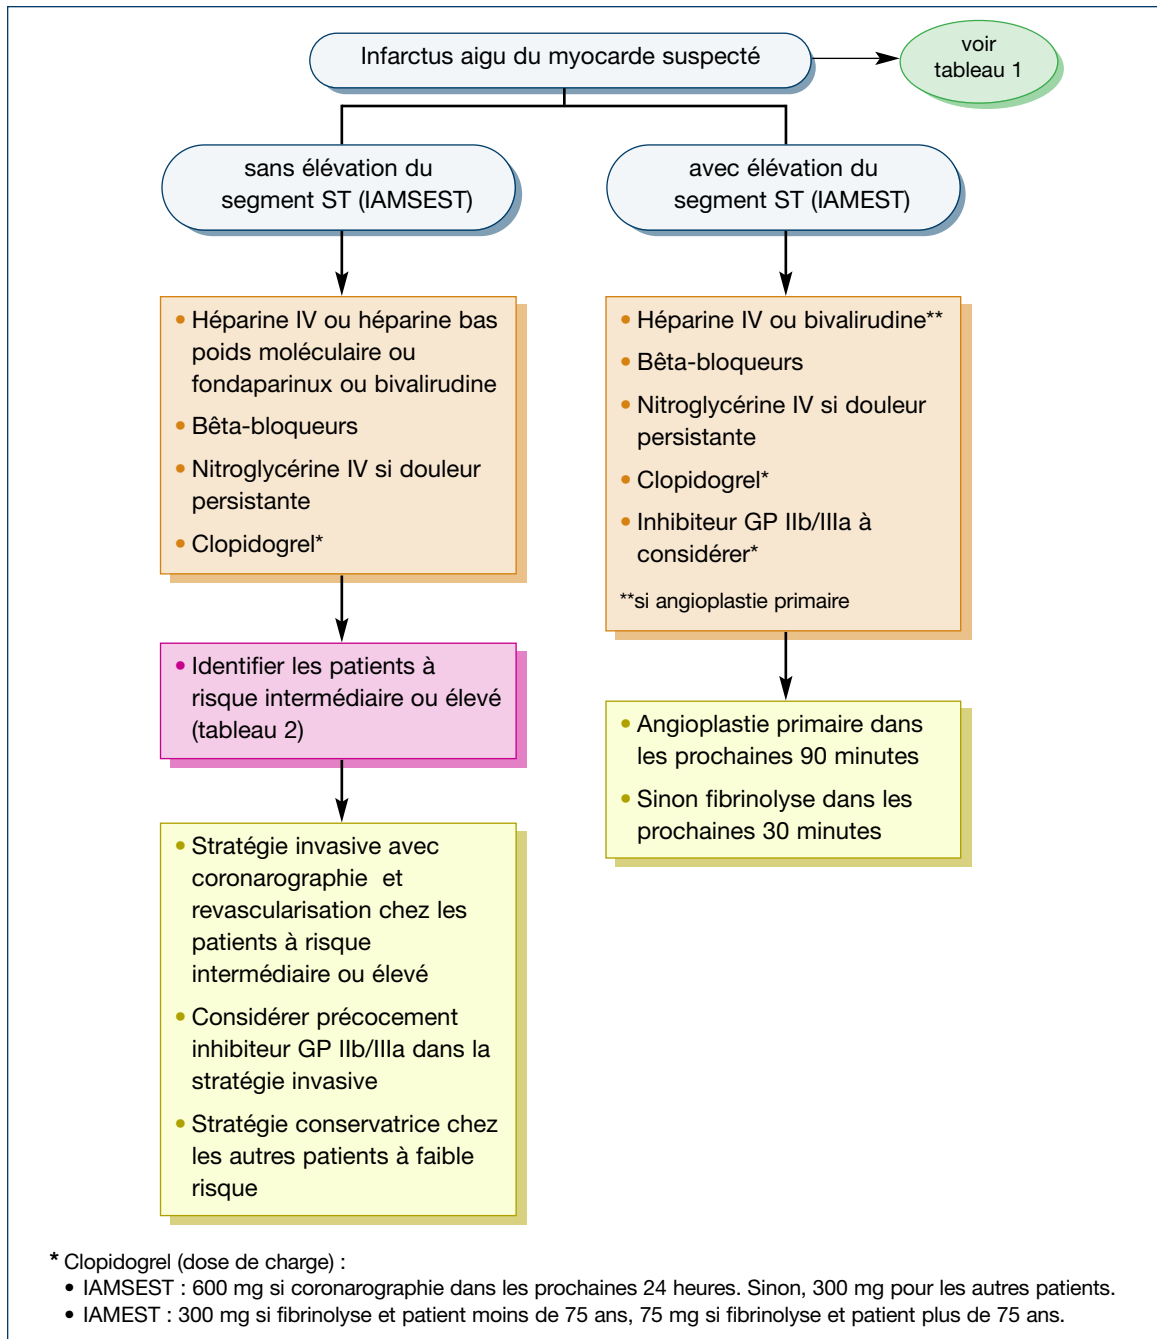 Infarctus aigu du myocarde suspecté
voir
tableau 1
sans élévation du
segment ST (IAMSEST)
avec élévation du
segment ST (IAMEST)
• Héparine IV ou héparine bas
poids moléculaire ou
fondaparinux ou bivalirudine
• Bêta-bloqueurs
• Nitroglycérine IV si douleur
persistante
• Clopidogrel*
• Identifier les patients à
risque intermédiaire ou élevé
(tableau 2)
• Stratégie invasive avec
coronarographie et
revascularisation chez les
patients à risque
intermédiaire ou élevé
• Considérer précocement
inhibiteur GP IIb/IIIa dans la
stratégie invasive
• Stratégie conservatrice chez
les autres patients à faible
risque
• Héparine IV ou bivalirudine**
• Bêta-bloqueurs
• Nitroglycérine IV si douleur
persistante
• Clopidogrel*
• Inhibiteur GP IIb/IIIa à
considérer*
**si angioplastie primaire
• Angioplastie primaire dans
les prochaines 90 minutes
• Sinon fibrinolyse dans les
prochaines 30 minutes
* Clopidogrel (dose de charge) :
• IAMSEST : 600 mg si coronarographie dans les prochaines 24 heures. Sinon, 300 mg pour les autres patients.
• IAMEST : 300 mg si fibrinolyse et patient moins de 75 ans, 75 mg si fibrinolyse et patient plus de 75 ans.